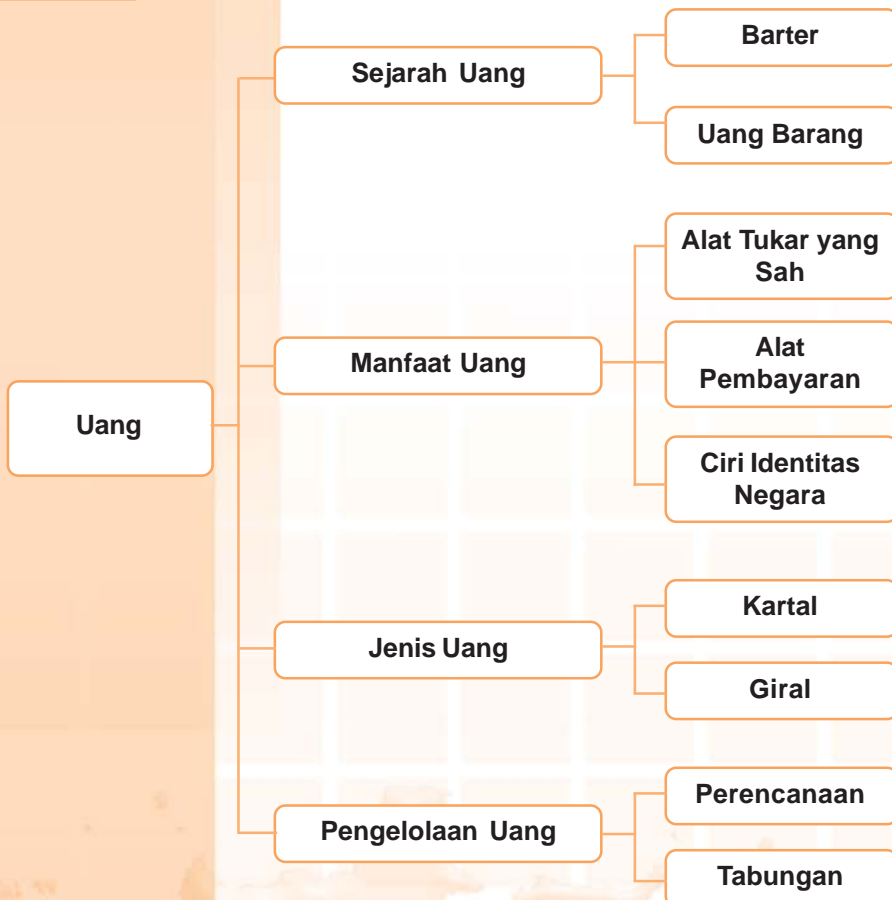 Uang
Sejarah Uang
Barter
Uang Barang
Manfaat Uang
Alat Tukar yang
Sah
Alat
Pembayaran
Ciri Identitas
Negara
Jenis Uang
Kartal
Giral
Pengelolaan Uang
Perencanaan
Tabungan